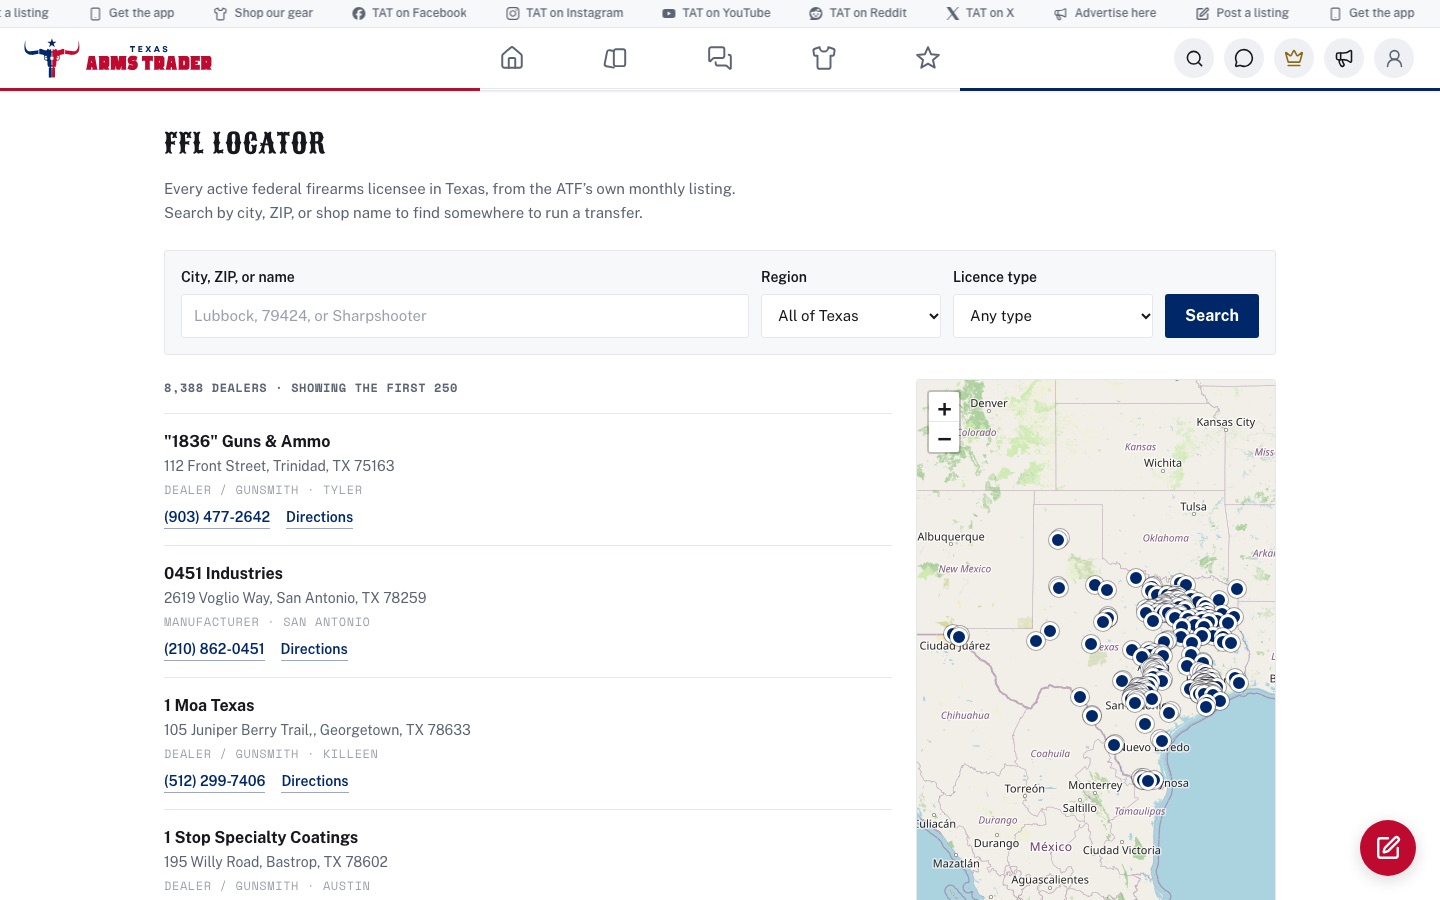 t a listing
Get the app
Shop our gear
TAT on Facebook
TAT on Instagram
TAT on YouTube
TAT on Reddit
TAT on X
Advertise here
Post a listing
Get the app
TEXAS
ARMS TRADER
FFL LOCATOR
Every active federal firearms licensee in Texas, from the ATF's own monthly listing.
Search by city, ZIP, or shop name to find somewhere to run a transfer.
City, ZIP, or name
Region
Licence type
Lubbock, 79424, or Sharpshooter
All of Texas
Any type
Search
8,388 DEALERS · SHOWING THE FIRST 250
"1836" Guns & Ammo
112 Front Street, Trinidad, TX 75163
DEALER / GUNSMITH · TYLER
(903) 477-2642 Directions
0451 Industries
2619 Voglio Way, San Antonio, TX 78259
MANUFACTURER · SAN ANTONIO
(210) 862-0451 Directions
1 Moa Texas
105 Juniper Berry Trail,, Georgetown, TX 78633
DEALER / GUNSMITH · KILLEEN
(512) 299-7406 Directions
1 Stop Specialty Coatings
195 Willy Road, Bastrop, TX 78602
DEALER / GUNSMITH · AUSTIN
+
−
Denver
Colorado
Kansas City
Kansas
Miss
Wichita
Tulsa
Albuquerque
Oklahoma
Arka
New Mexico
Ciudad Juárez
exas
L
B
San
Chihuahua
Nuevo Laredo
Coahuila
Torreón
Monterrey
ynosa
Saltillo
Tamaulipas
Culiacán
Durango
Durango
México
Ciudad Victoria
Mazatlán
Aguascalientes